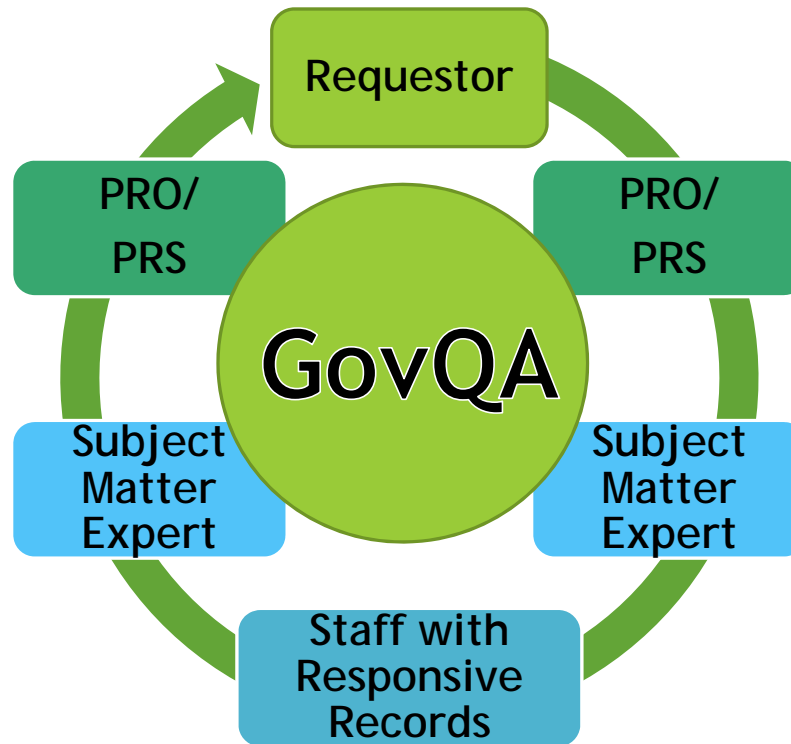 Requestor
PRO/
PRS
PRO/
PRS
GovQA
Subject
Matter
Expert
Subject
Matter
Expert
Staff with
Responsive
Records